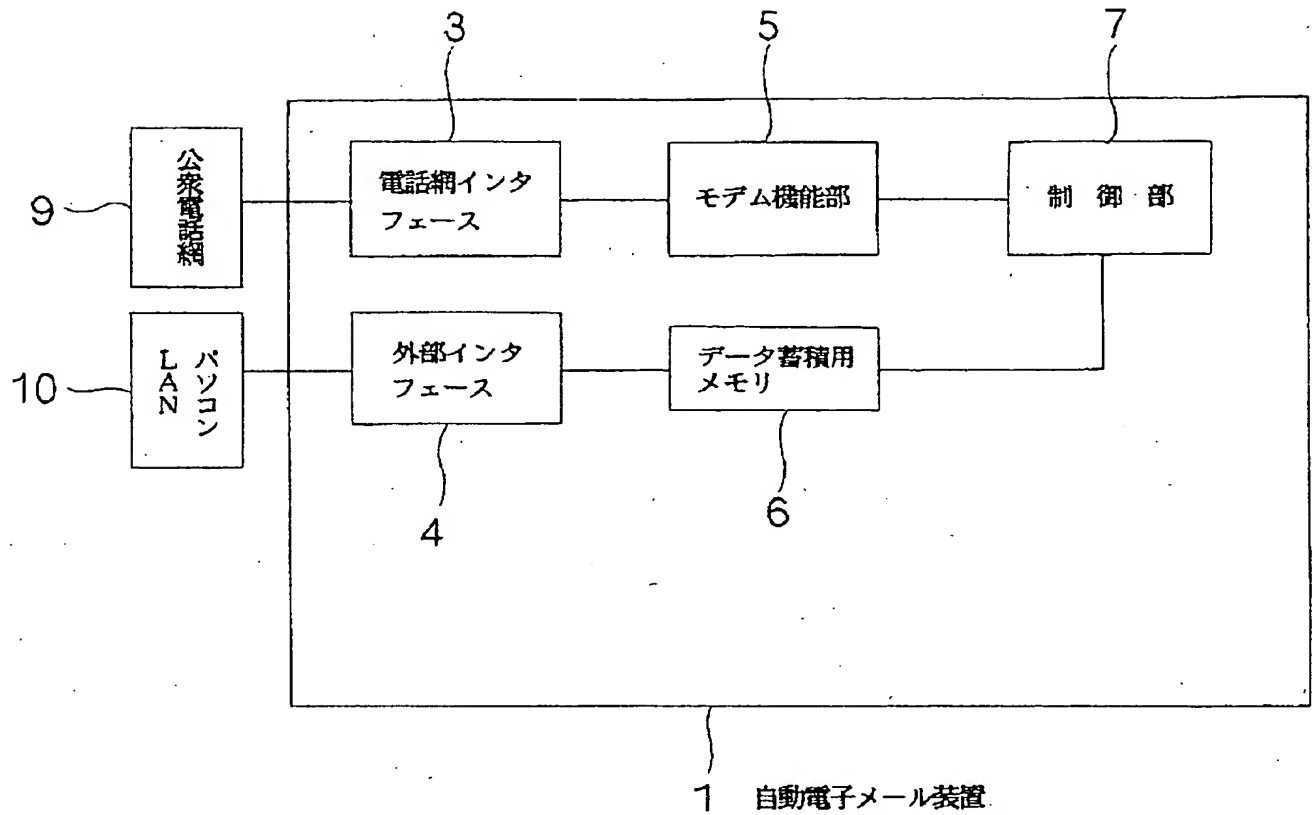 3
5
7
公衆電話網
電話網インタ
フェース
モデム機能部
制 御 部
9
パソコン
LAN
外部インタ
フェース
データ蓄積用
メモリ
10
4
6
1
自動電子メール装置